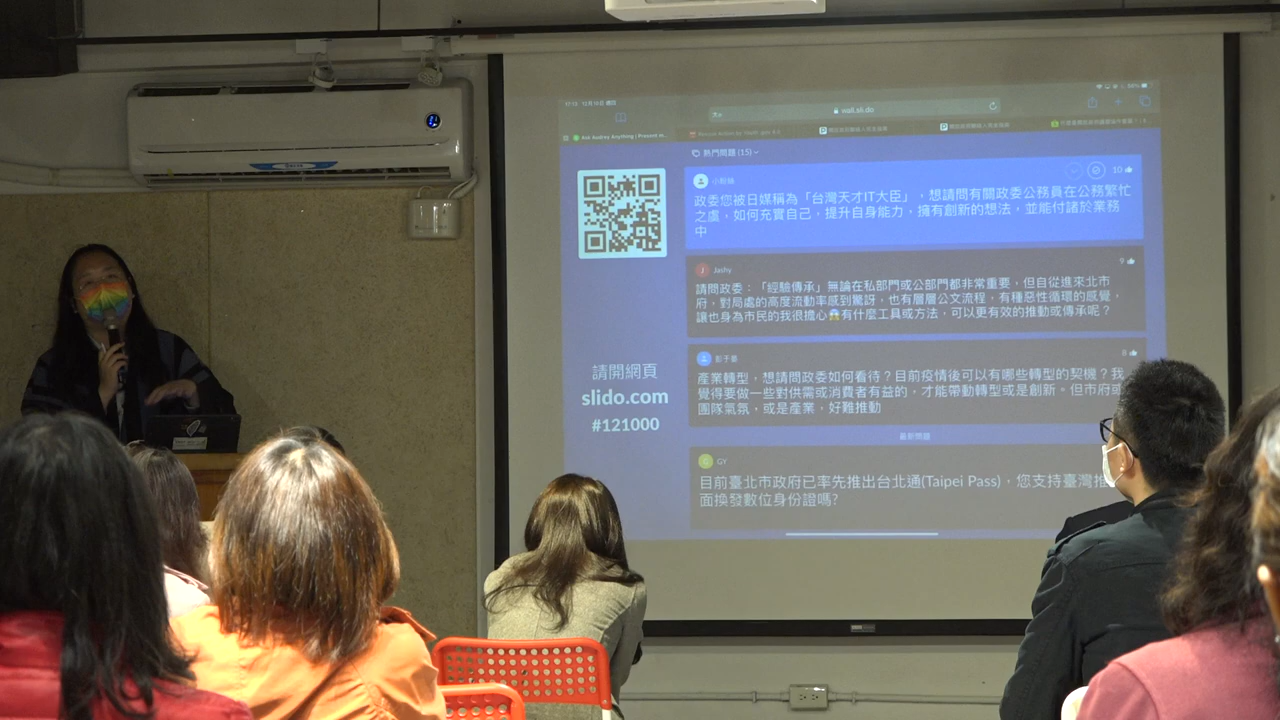 wall.sli.do
Ask Audrey Anything | Present in...
熱門問題 (15)
小粉絲
10
政委您被日媒稱為「台灣天才IT大臣」，想請問有關政委公務員在公務繁忙
之虞，如何充實自己，提升自身能力，擁有創新的想法，並能付諸於業務
中
J
Jashy
9
請問政委：「經驗傳承」無論在私部門或公部門都非常重要，但自從進來北市
府，對局處的高度流動率感到驚訝，也有層層公文流程，有種惡性循環的感覺，
讓也身為市民的我很擔心😱有什麼工具或方法，可以更有效的推動或傳承呢？
8
產業轉型，想請問政委如何看待？目前疫情後可以有哪些轉型的契機？我
覺得要做一些對供需或消費者有益的，才能帶動轉型或是創新。但市府或
團隊氣氛，或是產業，好難推動
請開網頁
slido.com
#121000
最新問題
G
GY
目前臺北市政府已率先推出台北通(Taipei Pass)，您支持臺灣推
面換發數位身份證嗎?